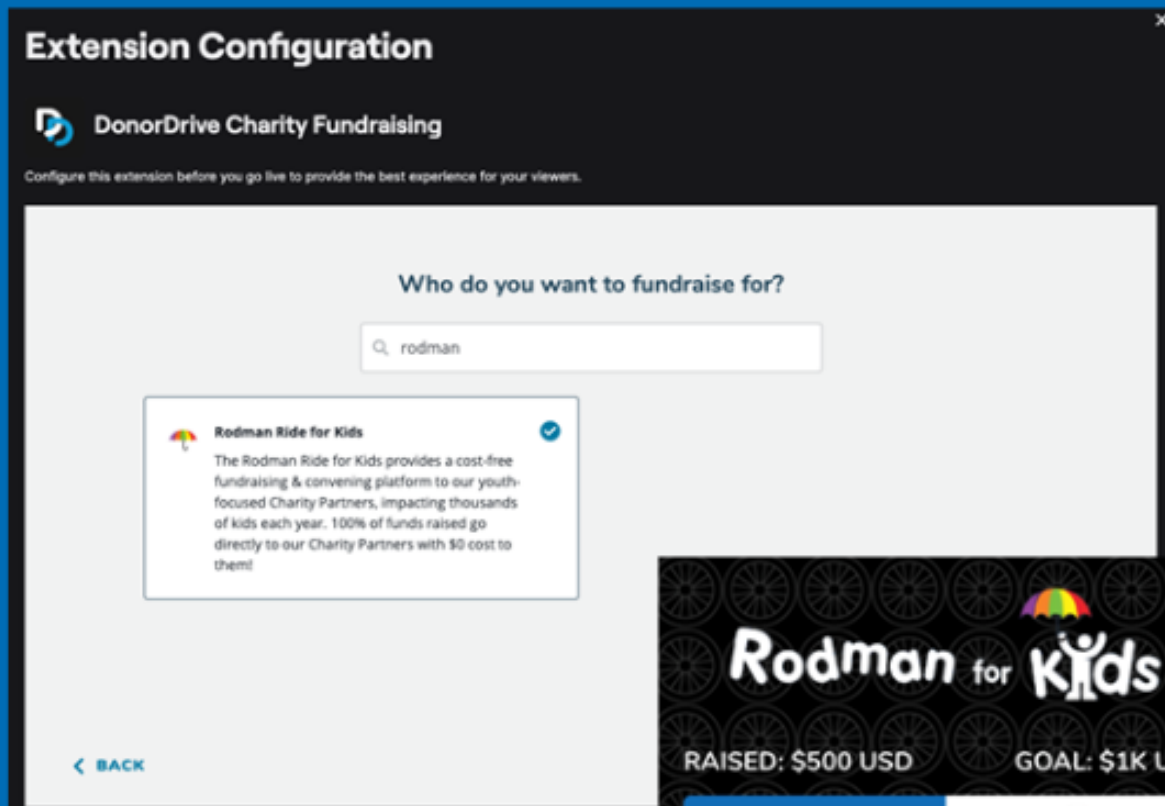 Extension Configuration
DonorDrive Charity Fundraising
Configure this extension before you go live to provide the best experience for your viewers.
Who do you want to fundraise for?
rodman
Rodman Ride for Kids
The Rodman Ride for Kids provides a cost-free
fundraising & convening platform to our youth-
focused Charity Partners, impacting thousands
of kids each year. 100% of funds raised go
directly to our Charity Partners with $0 cost to
them!
Rodman for Kids
RAISED: $500 USD GOAL: $1K U
BACK